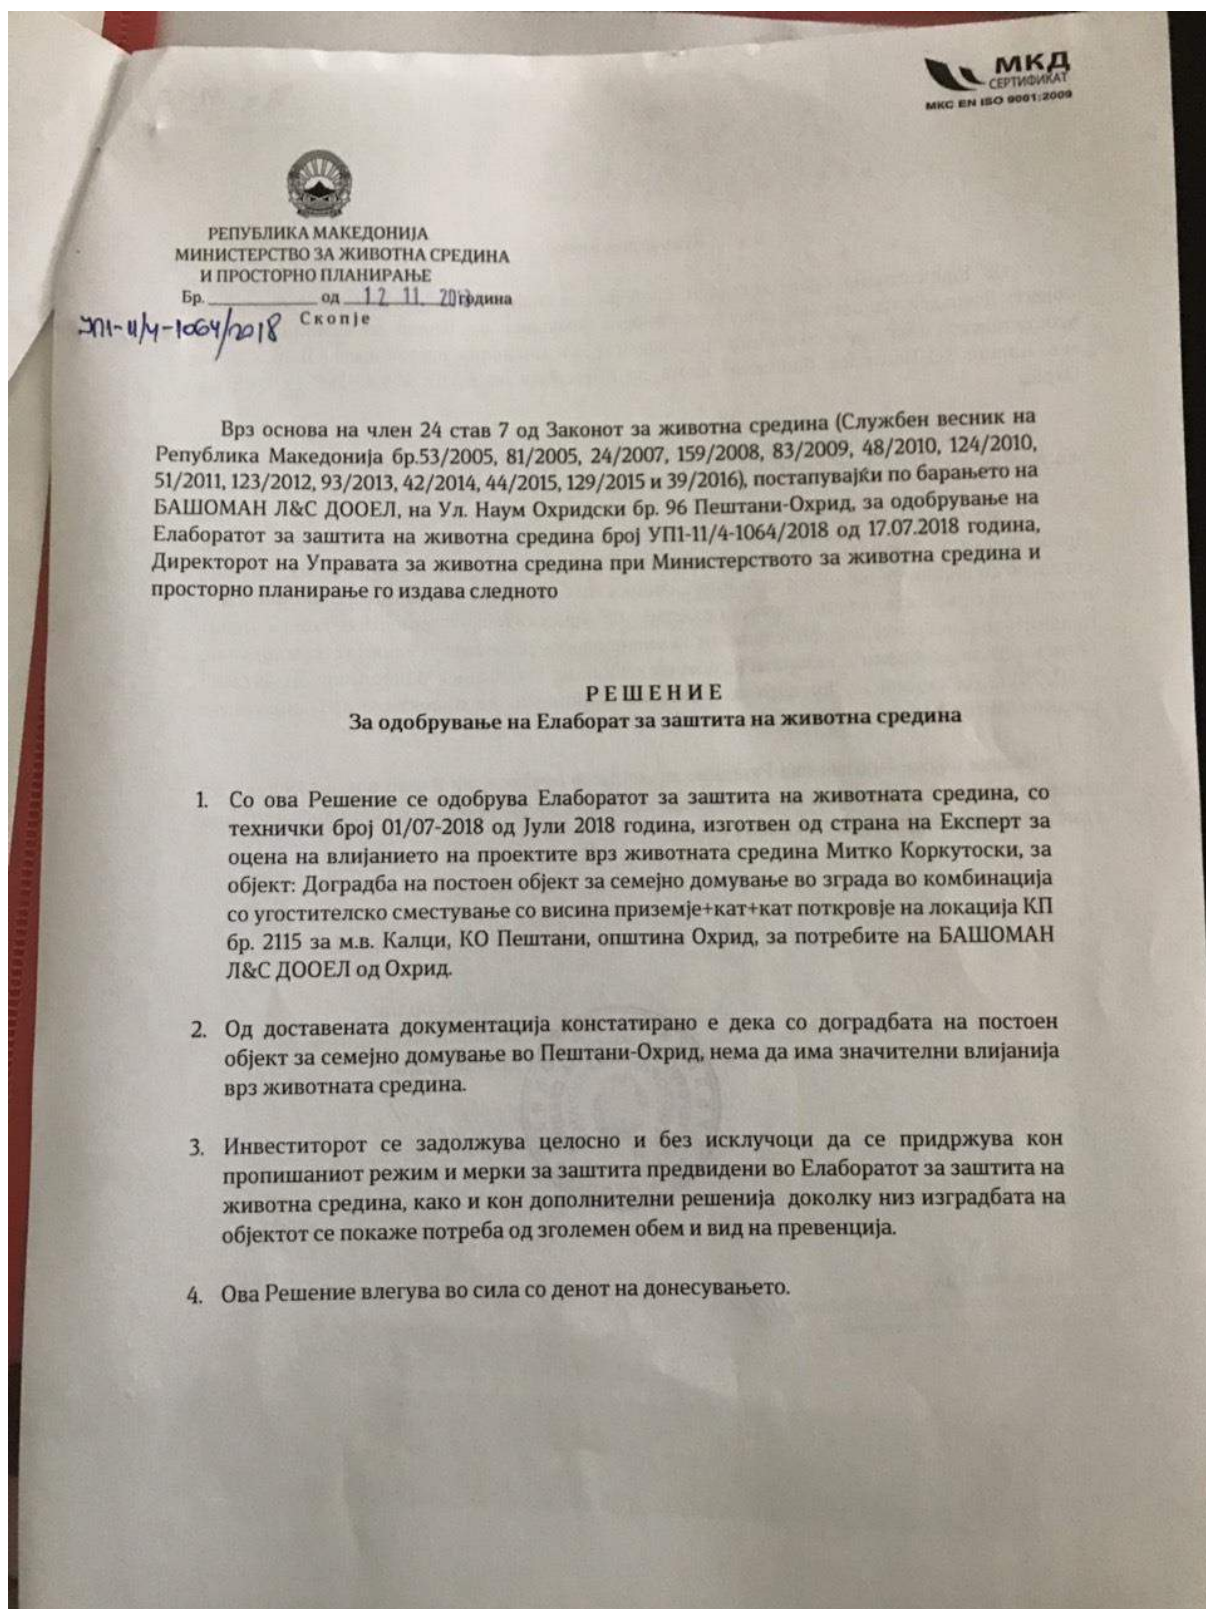 МКД
СЕРТИФИКАТ
МКС EN ISO 9001:2009
РЕПУБЛИКА МАКЕДОНИЈА
МИНИСТЕРСТВО ЗА ЖИВОТНА СРЕДИНА
И ПРОСТОРНО ПЛАНИРАЊЕ
Бр. __________ од 12. 11. 2018 година
УП1-11/4-1064/2018 Скопје
Врз основа на член 24 став 7 од Законот за животна средина (Службен весник на
Република Македонија бр.53/2005, 81/2005, 24/2007, 159/2008, 83/2009, 48/2010, 124/2010,
51/2011, 123/2012, 93/2013, 42/2014, 44/2015, 129/2015 и 39/2016), постапувајќи по барањето на
БАШОМАН Л&С ДООЕЛ, на Ул. Наум Охридски бр. 96 Пештани-Охрид, за одобрување на
Елаборатот за заштита на животна средина број УП1-11/4-1064/2018 од 17.07.2018 година,
Директорот на Управата за животна средина при Министерството за животна средина и
просторно планирање го издава следното
Р Е Ш Е Н И Е
За одобрување на Елаборат за заштита на животна средина
1. Со ова Решение се одобрува Елаборатот за заштита на животната средина, со
технички број 01/07-2018 од Јули 2018 година, изготвен од страна на Експерт за
оцена на влијанието на проектите врз животната средина Митко Коркутоски, за
објект: Доградба на постоен објект за семејно домување во зграда во комбинација
со угостителско сместување со висина приземје+кат+кат поткровје на локација КП
бр. 2115 за м.в. Калци, КО Пештани, општина Охрид, за потребите на БАШОМАН
Л&С ДООЕЛ од Охрид.
2. Од доставената документација констатирано е дека со доградбата на постоен
објект за семејно домување во Пештани-Охрид, нема да има значителни влијанија
врз животната средина.
3. Инвеститорот се задолжува целосно и без исклучоци да се придржува кон
пропишаниот режим и мерки за заштита предвидени во Елаборатот за заштита на
животна средина, како и кон дополнителни решенија доколку низ изградбата на
објектот се покаже потреба од зголемен обем и вид на превенција.
4. Ова Решение влегува во сила со денот на донесувањето.